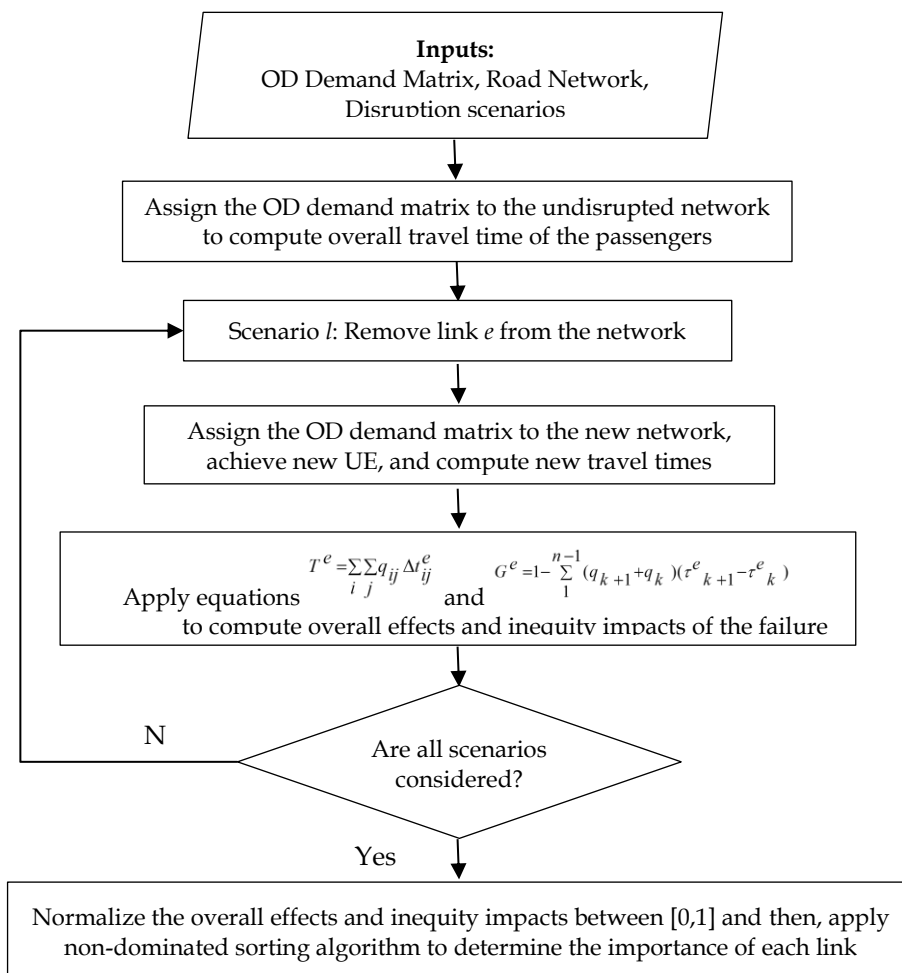 Inputs:
OD Demand Matrix, Road Network,
Disruption scenarios
Assign the OD demand matrix to the undisrupted network
to compute overall travel time of the passengers
Scenario l: Remove link e from the network
Assign the OD demand matrix to the new network,
achieve new UE, and compute new travel times
Apply equations T^e = ∑_i ∑_j q_{ij} Δt_{ij}^e and G^e = 1 − ∑_1^{n−1} (q_{k+1} + q_k)(τ^e_{k+1} − τ^e_k)
to compute overall effects and inequity impacts of the failure
Are all scenarios
considered?
N
Yes
Normalize the overall effects and inequity impacts between [0,1] and then, apply
non-dominated sorting algorithm to determine the importance of each link